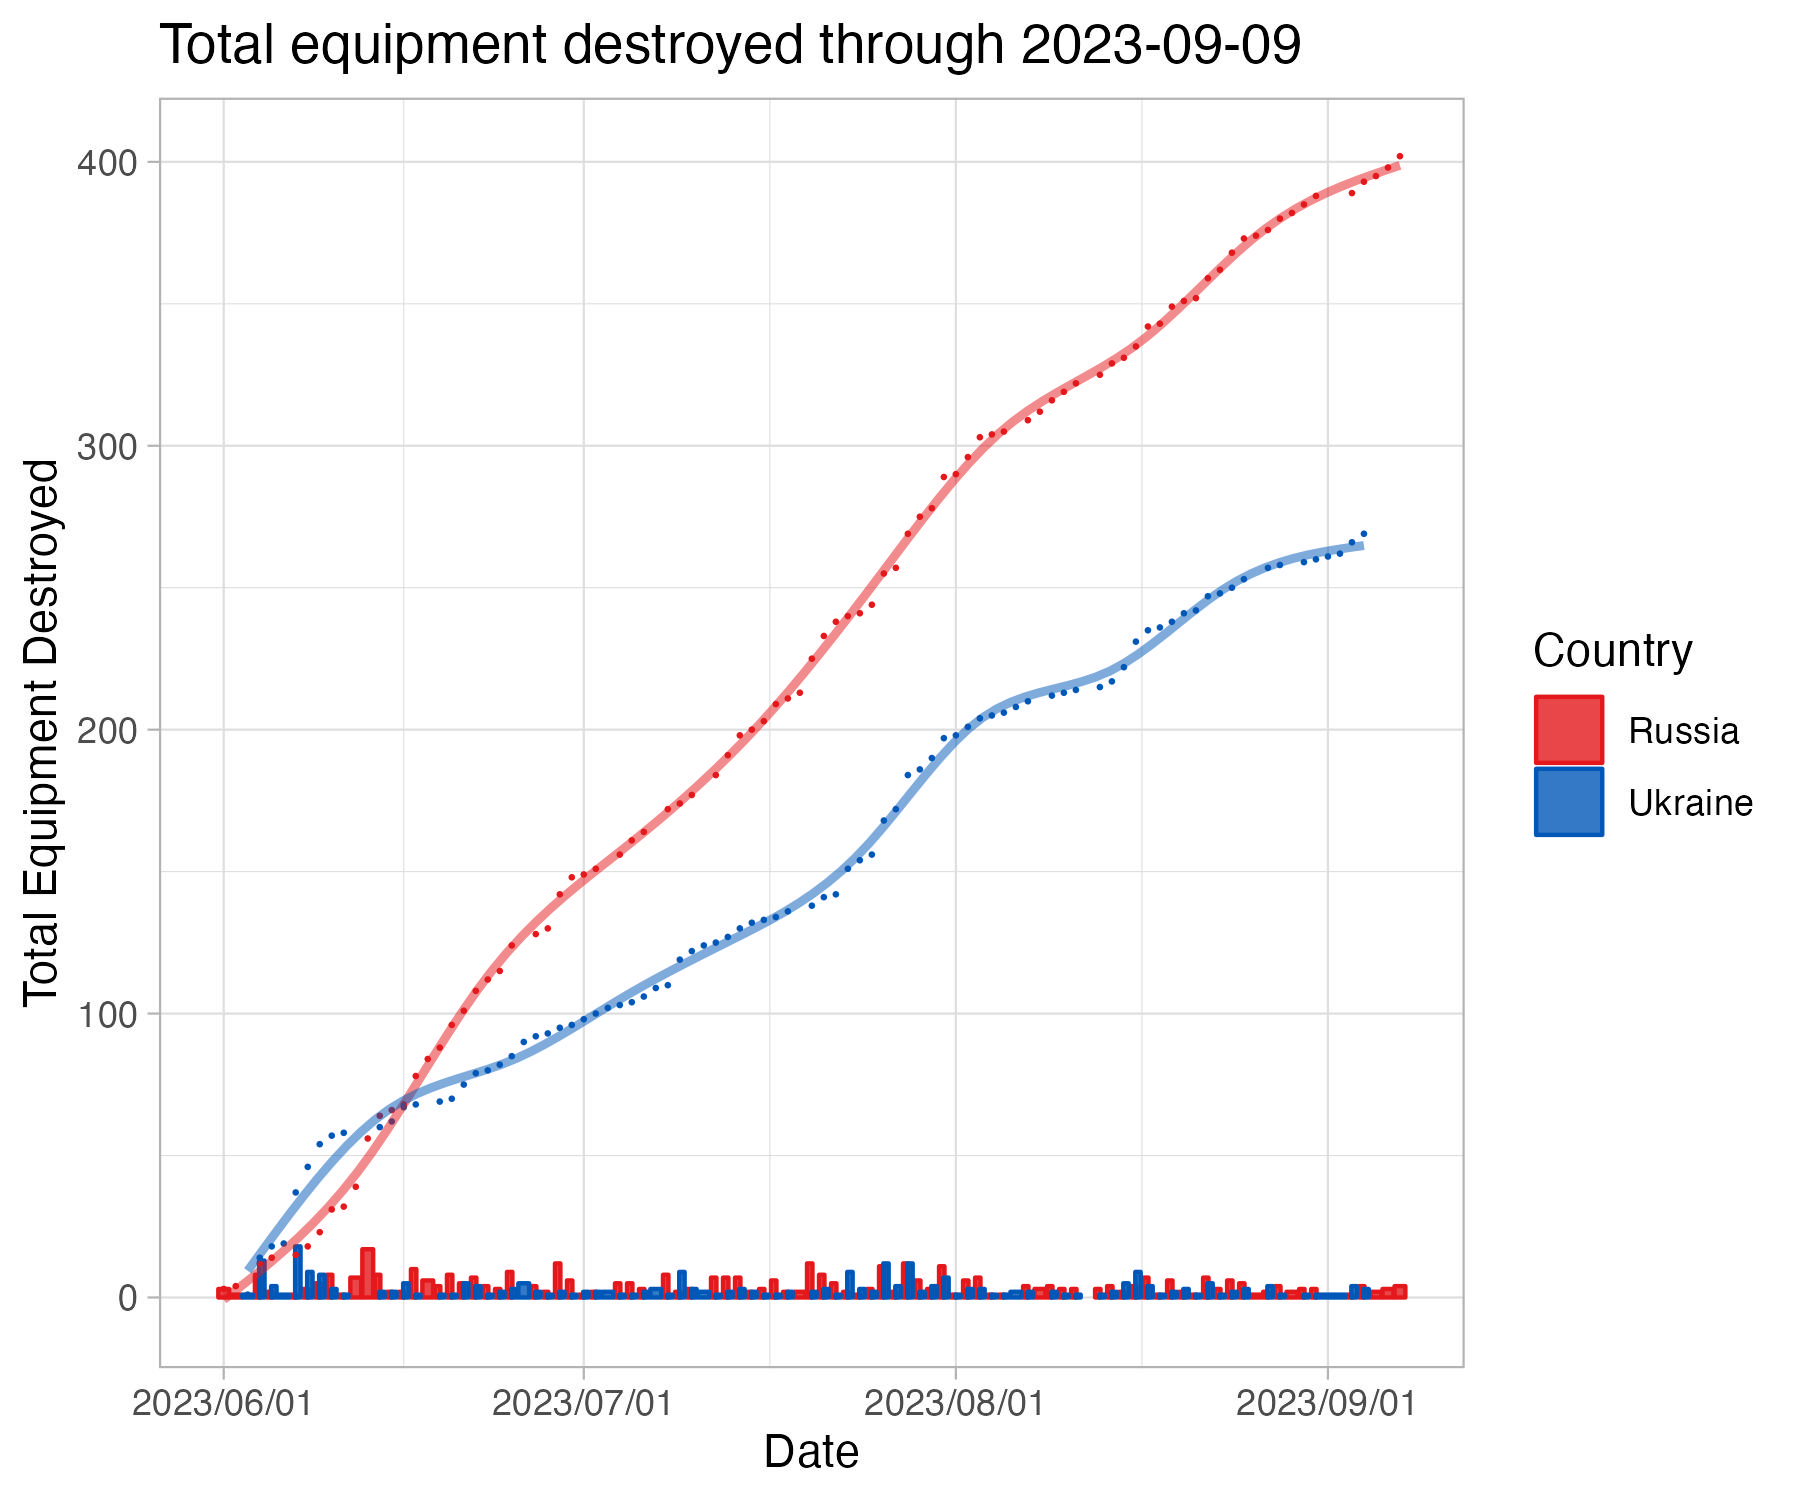 Total equipment destroyed through 2023-09-09
Total Equipment Destroyed
400
300
200
100
0
2023/06/01
2023/07/01
2023/08/01
2023/09/01
Date
Country
Russia
Ukraine